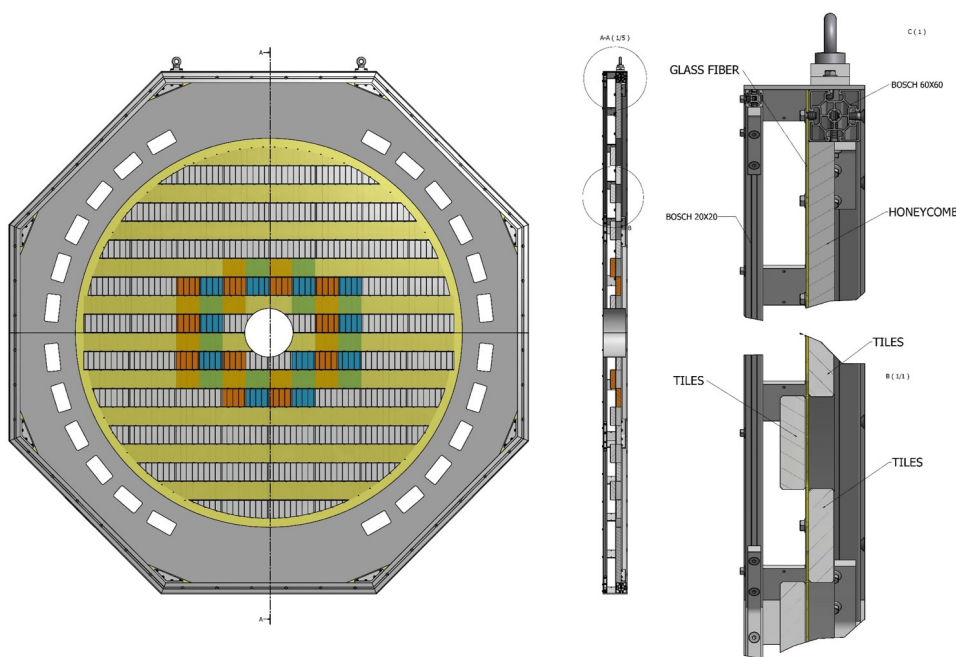 A
A-A ( 1/5 )
C ( 1 )
GLASS FIBER
BOSCH 60X60
BOSCH 20X20
HONEYCOMB
B
TILES
B ( 1/1 )
TILES
TILES
A